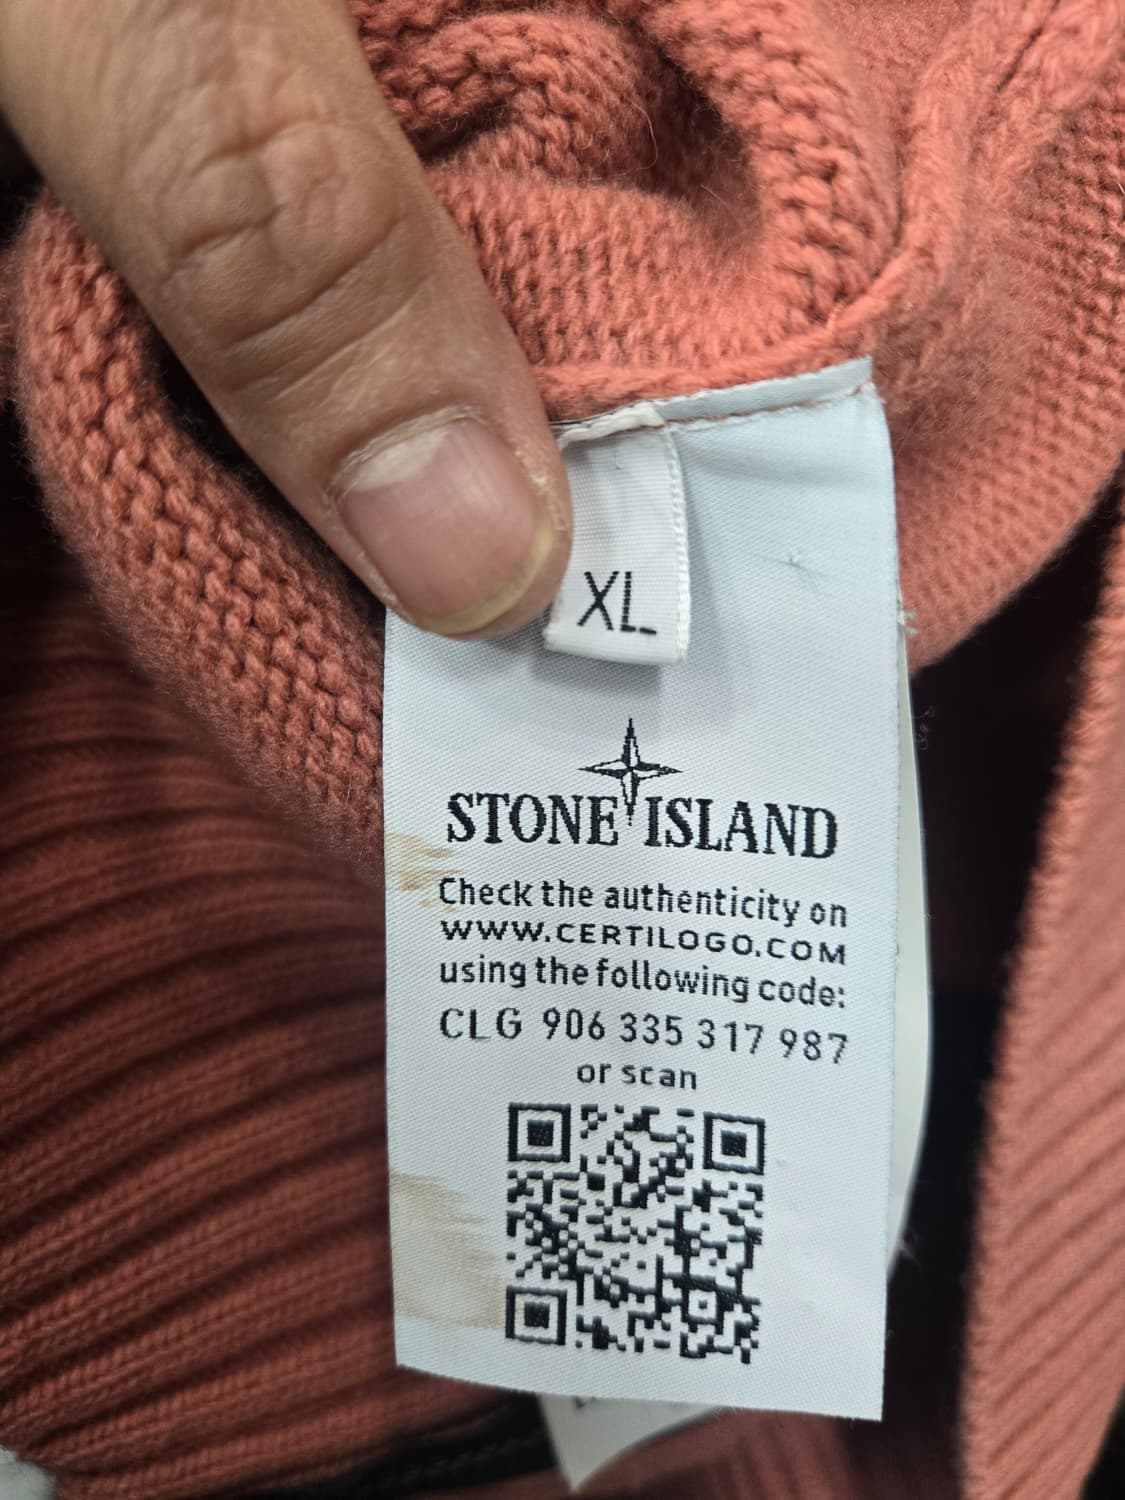 XL
STONE ISLAND
Check the authenticity on
WWW.CERTILOGO.COM
using the following code:
CLG 906 335 317 987
or scan